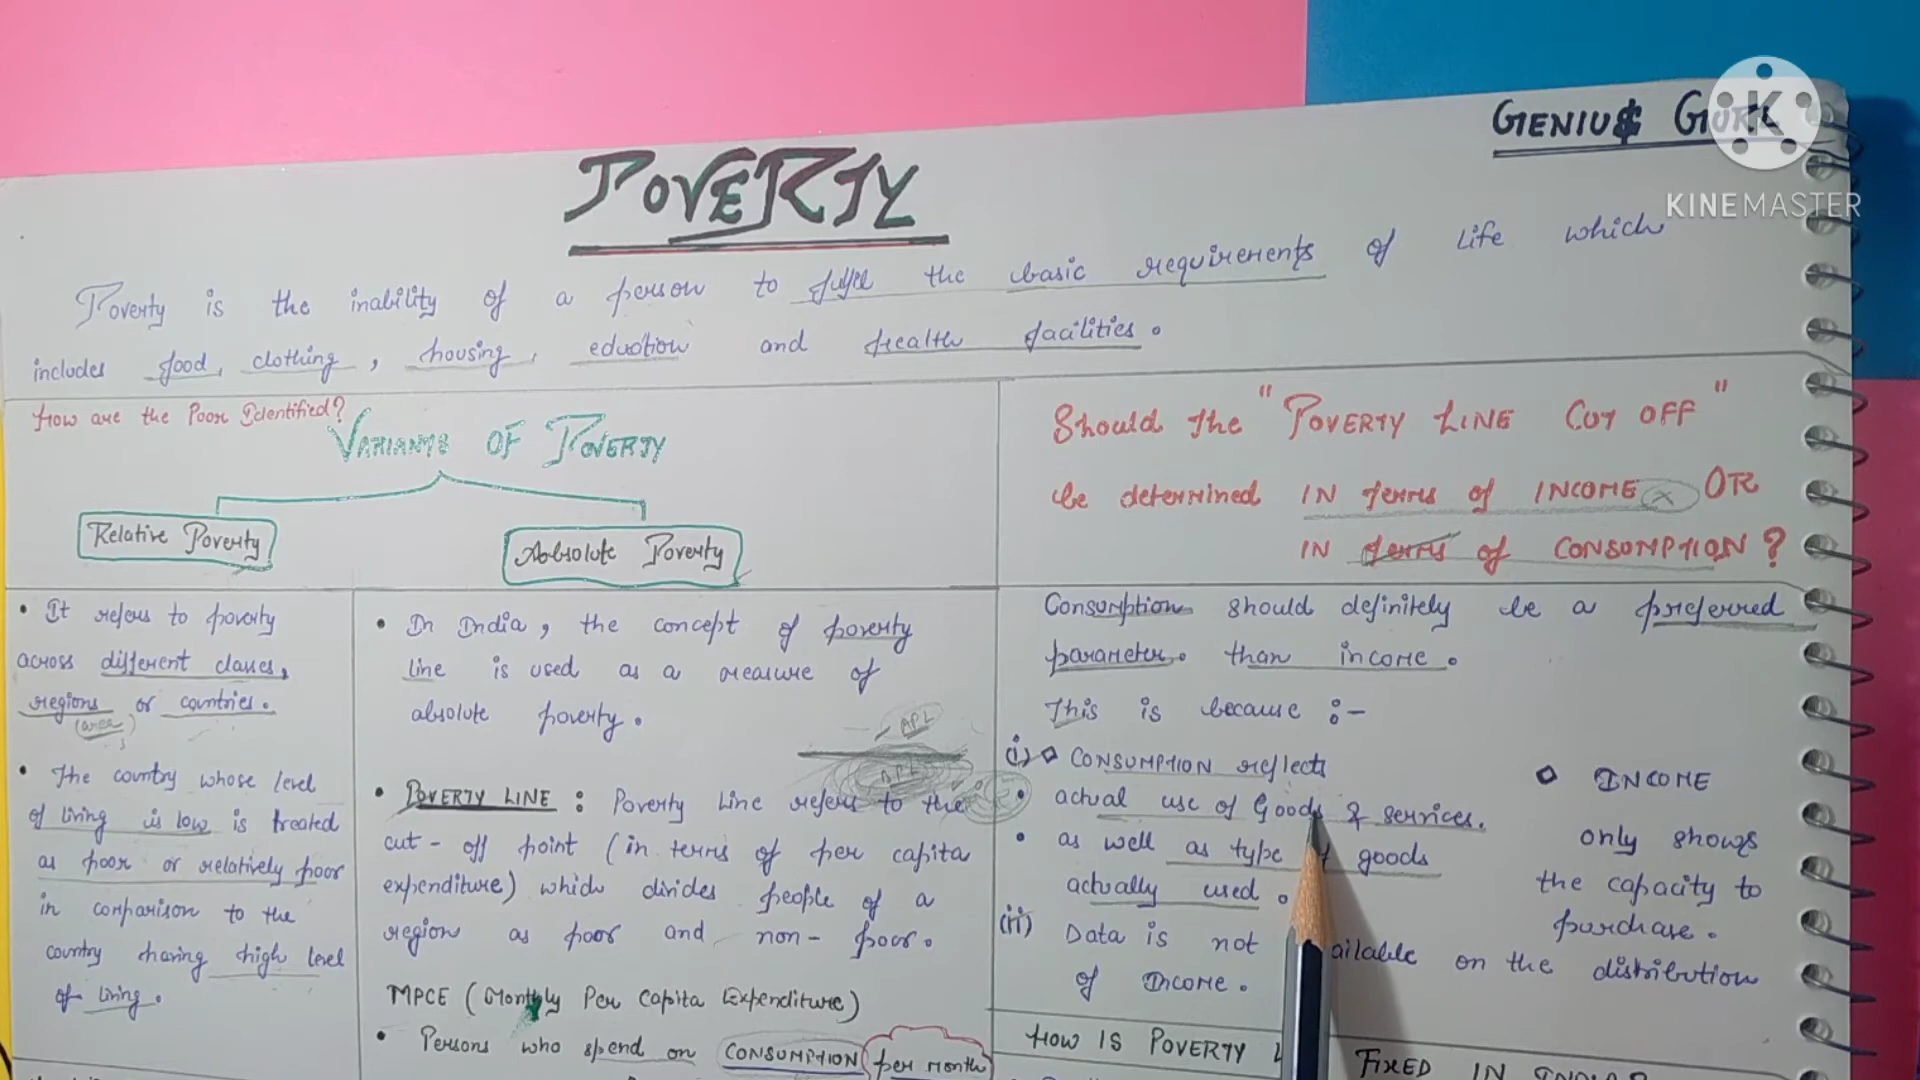 GENIU$
KINEMASTER
POVERTY
Poverty is the inability of a person to fulfil the basic requirements of life which
includes food, clothing, housing, eduction and health facilities.
How are the Poor Identified?
VARIANTS OF POVERTY
Relative Poverty
Absolute Poverty
• It refers to poverty
across different classes,
regions or countries.
(area)
• The country whose level
of living is low is treated
as poor or relatively poor
in comparison to the
country having high level
of living.
• In India, the concept of poverty
line is used as a measure of
absolute poverty.
APL
BPL
• POVERTY LINE : Poverty Line refers to the
cut-off point (in terms of per capita
expenditure) which divides people of a
region as poor and non-poor.
MPCE (Monthly Per Capita Expenditure)
• Persons who spend on CONSUMPTION per month
Should the "POVERTY LINE CUT OFF"
be determined IN terms of INCOME OR
IN terms of CONSUMPTION?
Consumption should definitely be a preferred
parameter. than income.
This is because :-
(i) CONSUMPTION reflects
• actual use of Goods & services.
• as well as type of goods
actually used.
INCOME
only shows
the capacity to
purchase.
(ii) Data is not ailable on the distribution
of Income.
HOW IS POVERTY L FIXED IN INDIA?